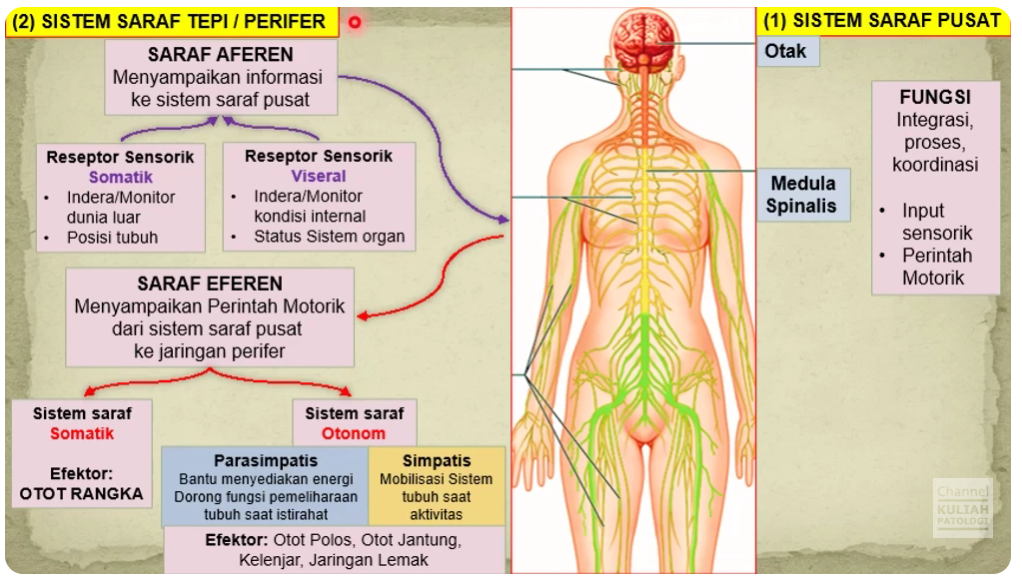 (2) SISTEM SARAF TEPI / PERIFER
SARAF AFEREN
Menyampaikan informasi
ke sistem saraf pusat
Reseptor Sensorik
Somatik
• Indera/Monitor
dunia luar
• Posisi tubuh
Reseptor Sensorik
Viseral
• Indera/Monitor
kondisi internal
• Status Sistem organ
SARAF EFEREN
Menyampaikan Perintah Motorik
dari sistem saraf pusat
ke jaringan perifer
Sistem saraf
Somatik
Efektor:
OTOT RANGKA
Sistem saraf
Otonom
Parasimpatis
Bantu menyediakan energi
Dorong fungsi pemeliharaan
tubuh saat istirahat
Simpatis
Mobilisasi Sistem
tubuh saat
aktivitas
Efektor: Otot Polos, Otot Jantung,
Kelenjar, Jaringan Lemak
(1) SISTEM SARAF PUSAT
Otak
Medula
Spinalis
FUNGSI
Integrasi,
proses,
koordinasi
• Input
sensorik
• Perintah
Motorik
Channel
KULIAH
PATOLOGI